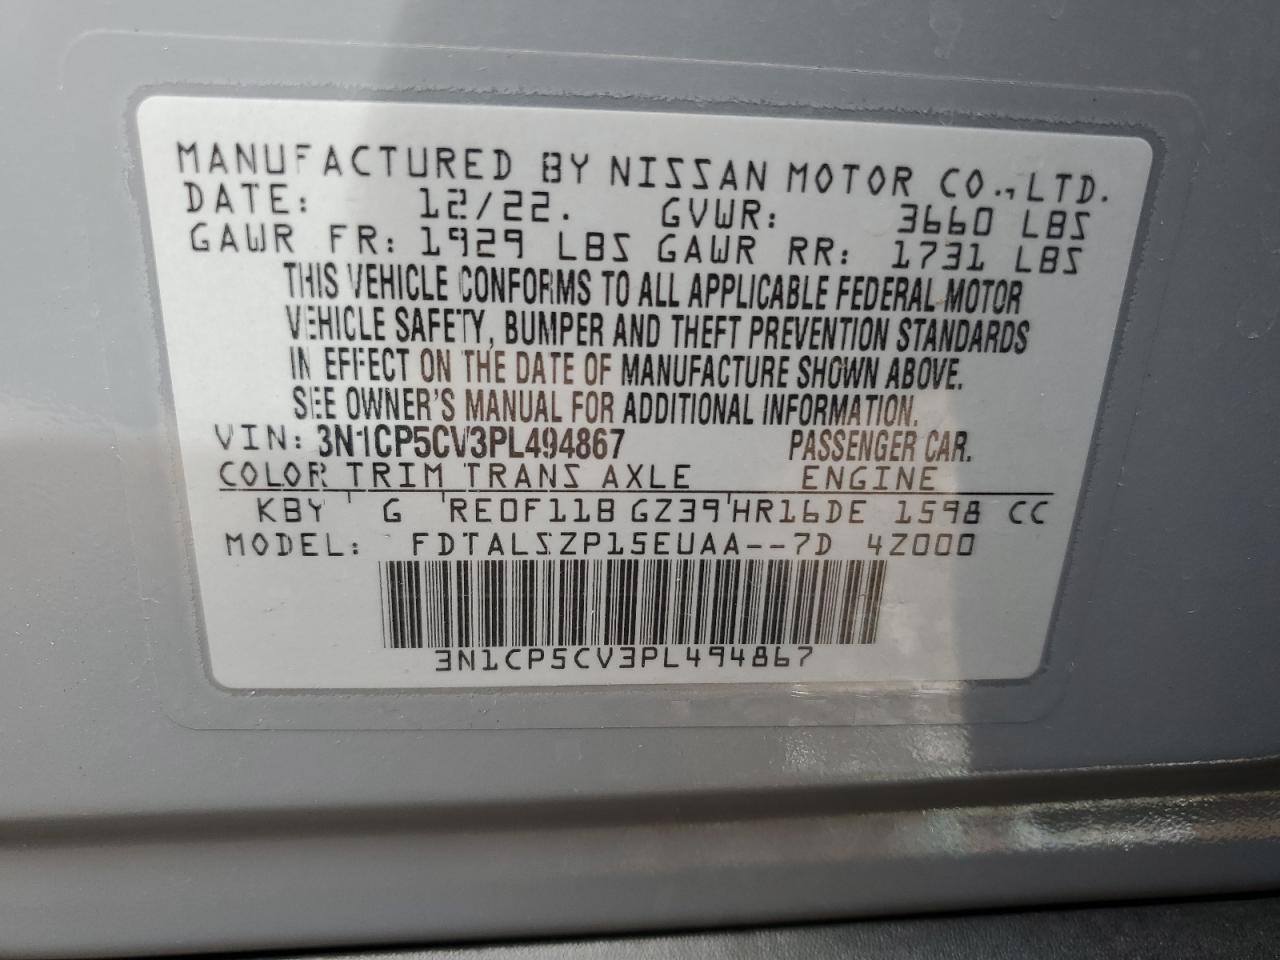 MANUFACTURED BY NISSAN MOTOR CO., LTD.
DATE: 12/22. GVWR: 3660 LBS
GAWR FR: 1929 LBS GAWR RR: 1731 LBS
THIS VEHICLE CONFORMS TO ALL APPLICABLE FEDERAL MOTOR
VEHICLE SAFETY, BUMPER AND THEFT PREVENTION STANDARDS
IN EFFECT ON THE DATE OF MANUFACTURE SHOWN ABOVE.
SEE OWNER'S MANUAL FOR ADDITIONAL INFORMATION.
VIN: 3N1CP5CV3PL494867 PASSENGER CAR.
COLOR TRIM TRANS AXLE ENGINE
KBY G RE0F11B GZ39 HR16DE 1598 CC
MODEL: FDTALSZP15EUAA--7D 4Z000
3N1CP5CV3PL494867